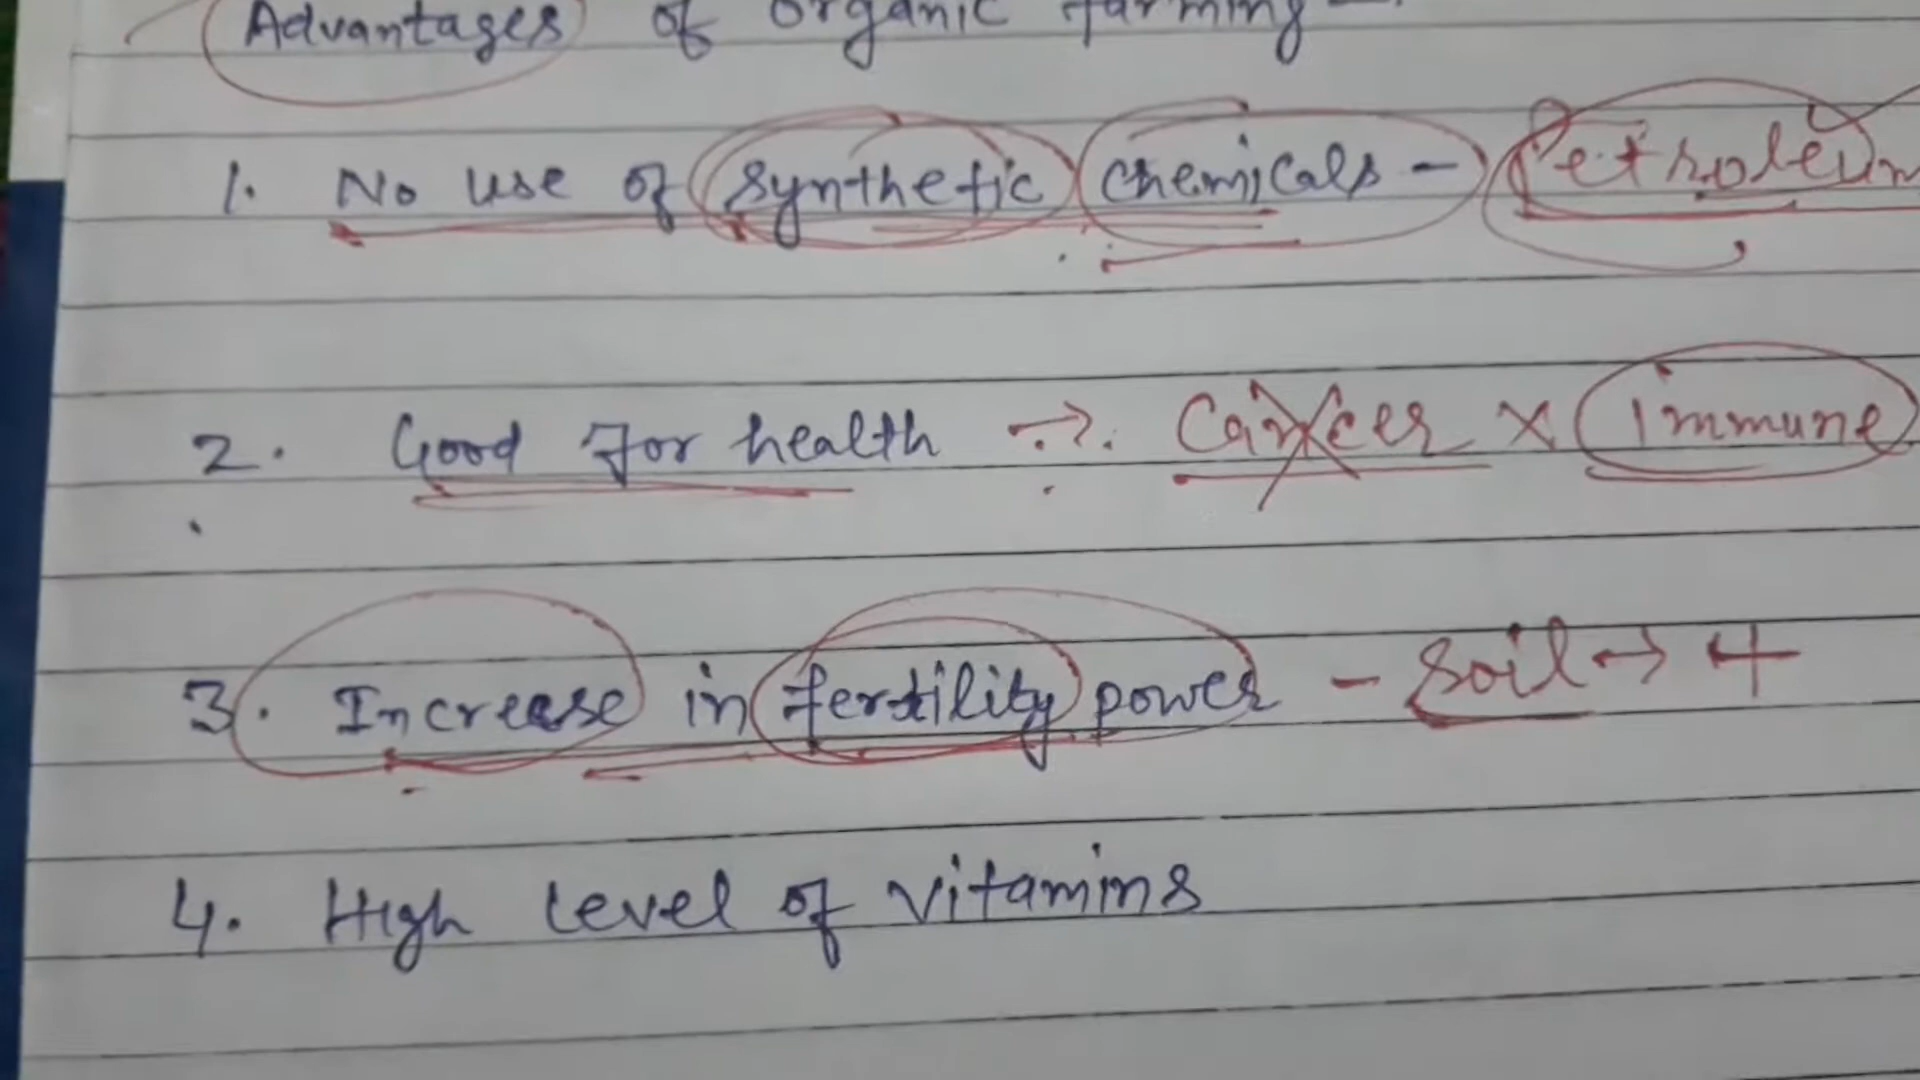 Advantages of organic farming -
1. No use of synthetic chemicals - Petroleum
2. Good for health → Cancer × immune
3. Increase in fertility power - soil → +
4. High level of vitamins